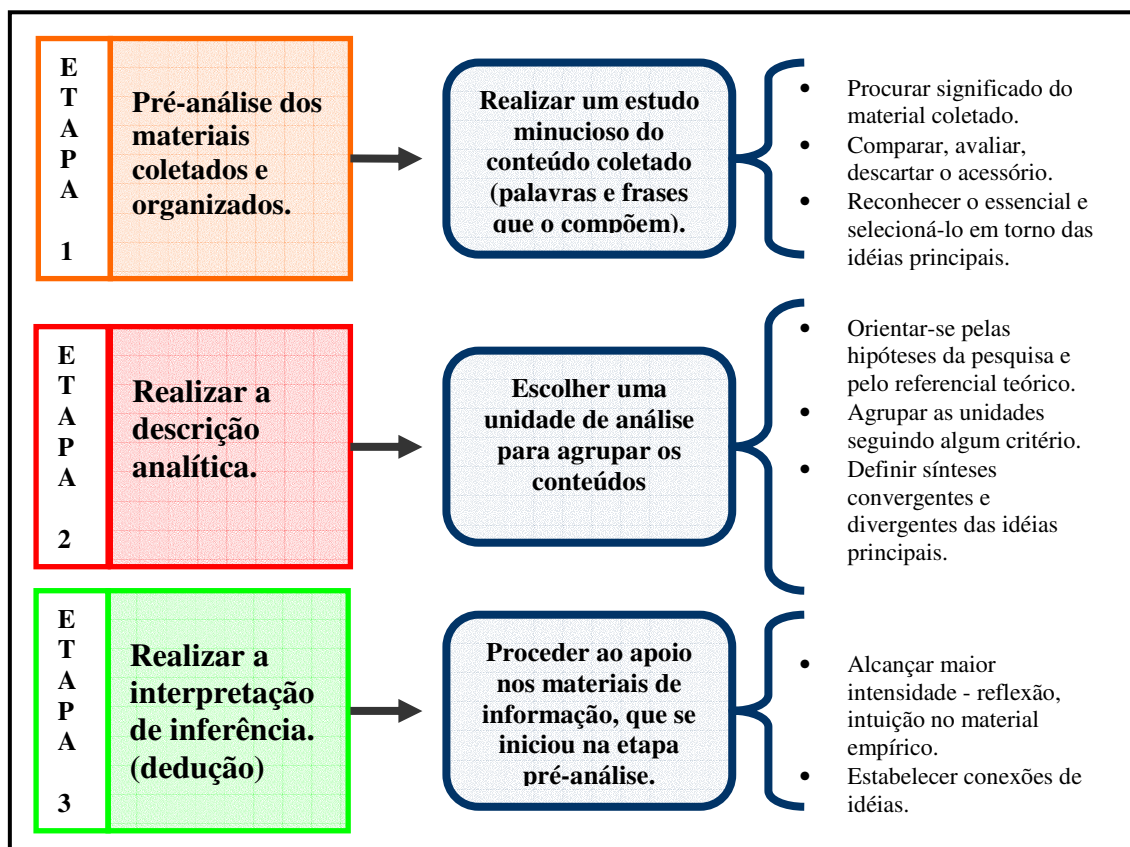 E
T
A
P
A
1
Pré-análise dos
materiais
coletados e
organizados.
Realizar um estudo
minucioso do
conteúdo coletado
(palavras e frases
que o compõem).
• Procurar significado do
material coletado.
• Comparar, avaliar,
descartar o acessório.
• Reconhecer o essencial e
selecioná-lo em torno das
idéias principais.
E
T
A
P
A
2
Realizar a
descrição
analítica.
Escolher uma
unidade de análise
para agrupar os
conteúdos
• Orientar-se pelas
hipóteses da pesquisa e
pelo referencial teórico.
• Agrupar as unidades
seguindo algum critério.
• Definir sínteses
convergentes e
divergentes das idéias
principais.
E
T
A
P
A
3
Realizar a
interpretação
de inferência.
(dedução)
Proceder ao apoio
nos materiais de
informação, que se
iniciou na etapa
pré-análise.
• Alcançar maior
intensidade - reflexão,
intuição no material
empírico.
• Estabelecer conexões de
idéias.